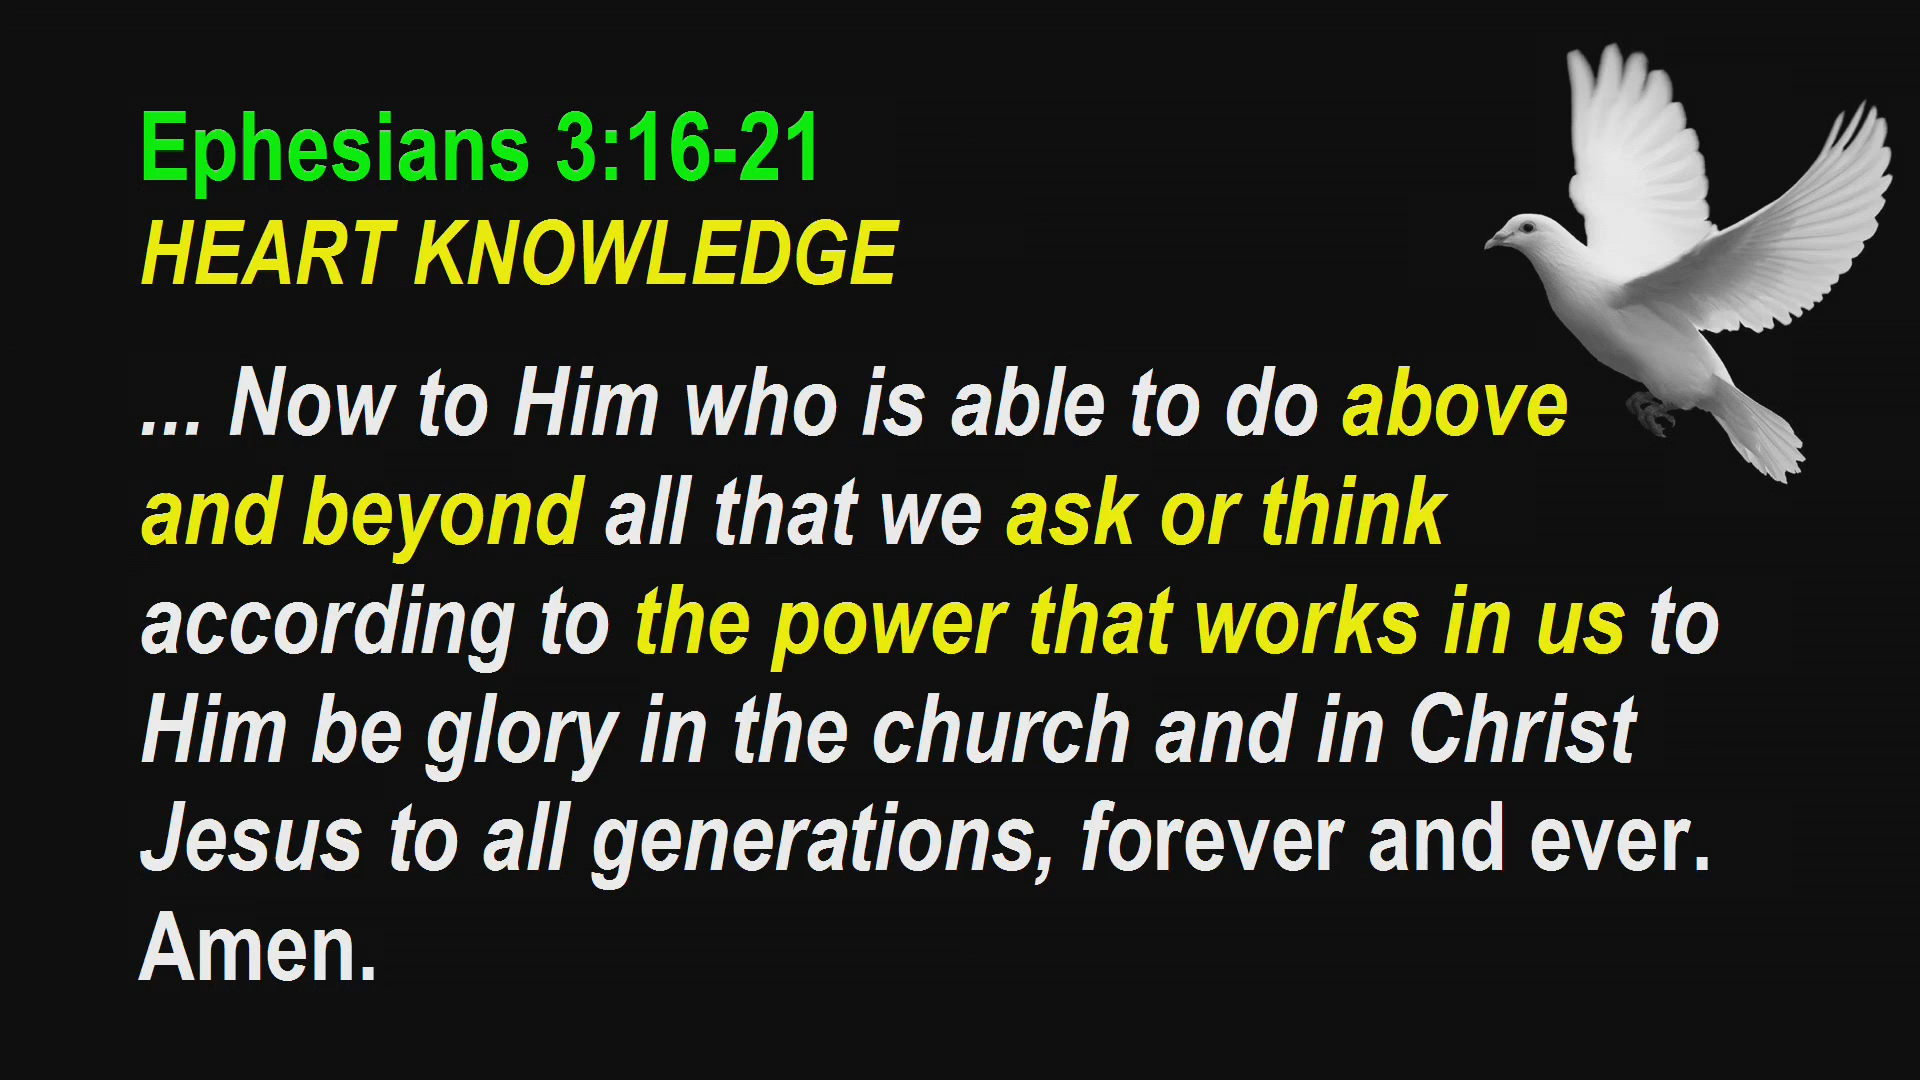 Ephesians 3:16-21
HEART KNOWLEDGE
... Now to Him who is able to do above
and beyond all that we ask or think
according to the power that works in us to
Him be glory in the church and in Christ
Jesus to all generations, forever and ever.
Amen.